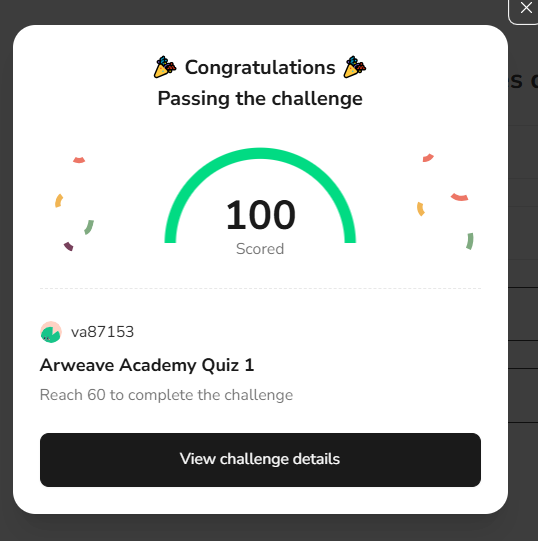 🎉 Congratulations 🎉
Passing the challenge
100
Scored
va87153
Arweave Academy Quiz 1
Reach 60 to complete the challenge
View challenge details